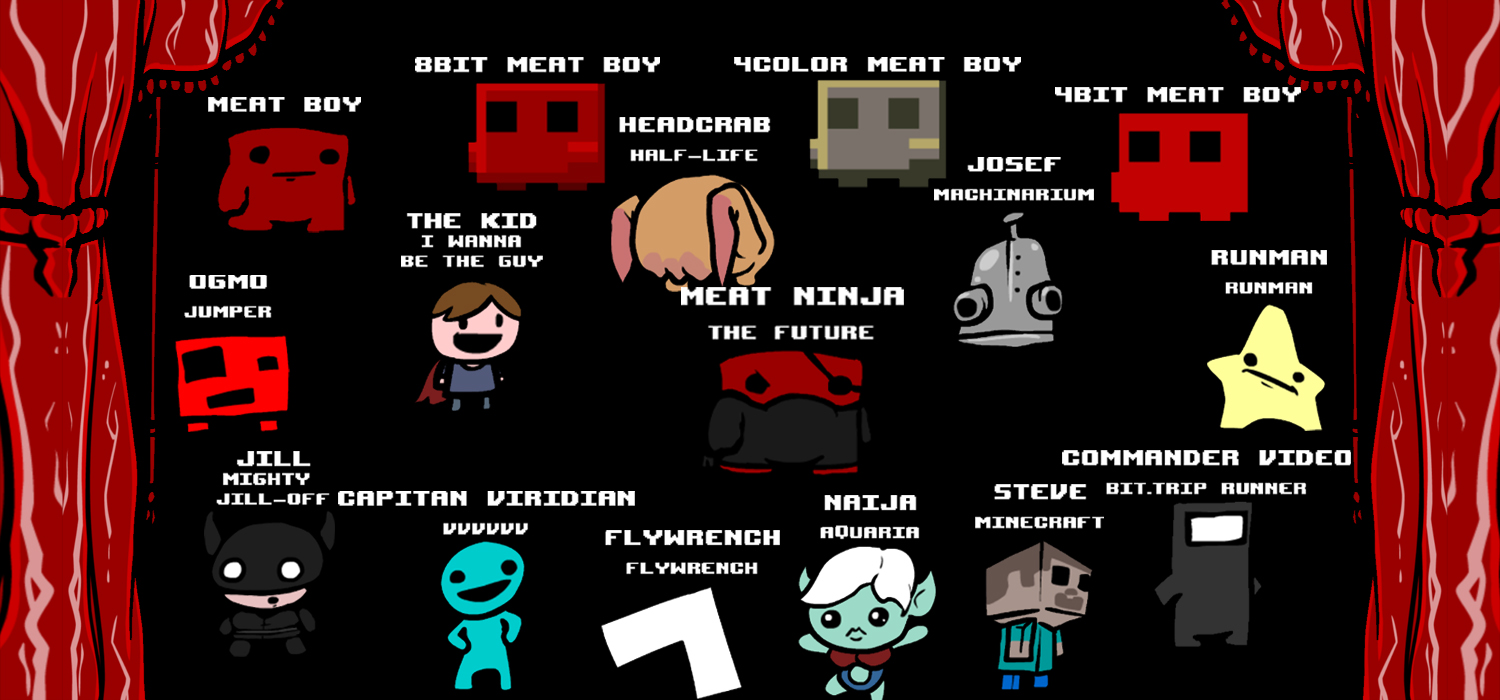 8BIT MEAT BOY
4COLOR MEAT BOY
4BIT MEAT BOY
MEAT BOY
HEADCRAB
HALF-LIFE
JOSEF
MACHINARIUM
THE KID
I WANNA
BE THE GUY
RUNMAN
RUNMAN
OGMO
JUMPER
MEAT NINJA
THE FUTURE
JILL
MIGHTY
JILL-OFF
CAPITAN VIRIDIAN
VVVVVV
FLYWRENCH
FLYWRENCH
NAIJA
AQUARIA
STEVE
MINECRAFT
COMMANDER VIDEO
BIT.TRIP RUNNER